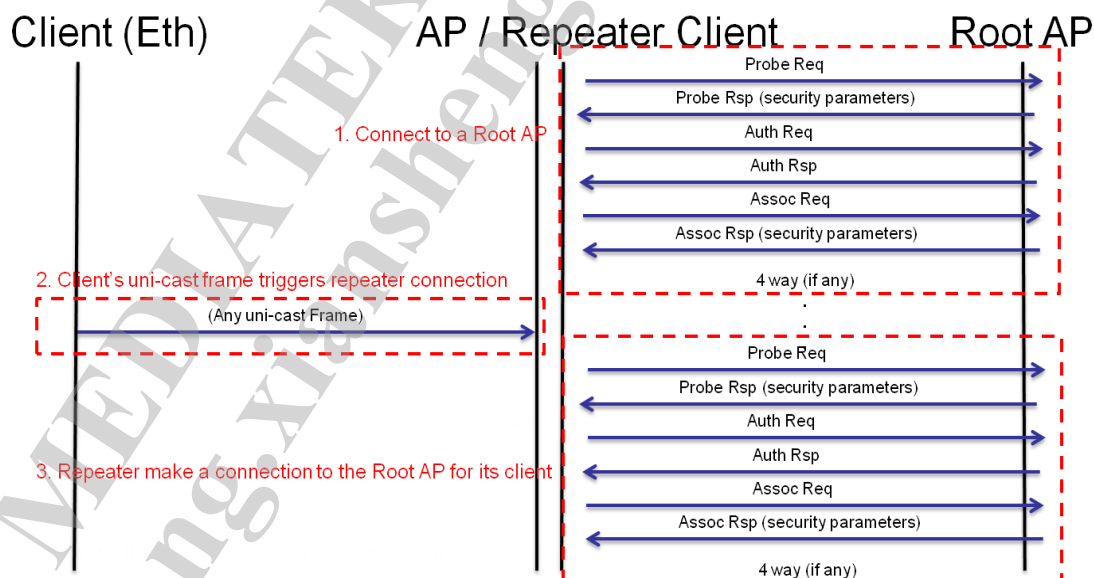 Client (Eth)
AP / Repeater Client
Root AP
Probe Req
Probe Rsp (security parameters)
1. Connect to a Root AP
Auth Req
Auth Rsp
Assoc Req
Assoc Rsp (security parameters)
2. Client's uni-cast frame triggers repeater connection
4 way (if any)
(Any uni-cast Frame)
.
.
Probe Req
Probe Rsp (security parameters)
Auth Req
Auth Rsp
3. Repeater make a connection to the Root AP for its client
Assoc Req
Assoc Rsp (security parameters)
4 way (if any)
MEDIATEK
ng.xiansheng